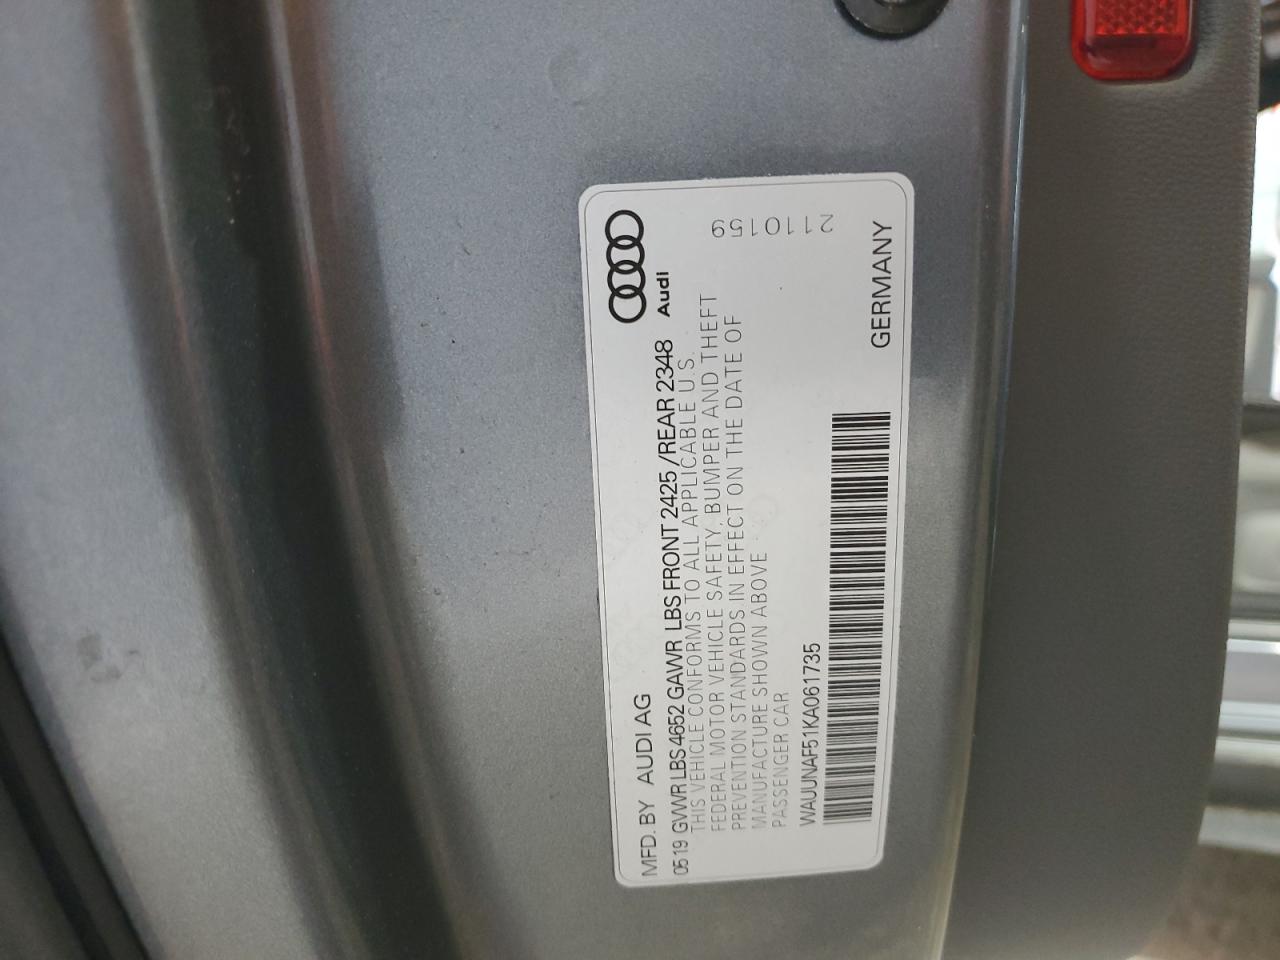 MFD. BY AUDI AG
Audi
0519 GVWR LBS 4652 GAWR LBS FRONT 2425 /REAR 2348
THIS VEHICLE CONFORMS TO ALL APPLICABLE U.S.
FEDERAL MOTOR VEHICLE SAFETY, BUMPER AND THEFT
PREVENTION STANDARDS IN EFFECT ON THE DATE OF
MANUFACTURE SHOWN ABOVE
PASSENGER CAR
2110159
WAUUNAF51KA061735
GERMANY